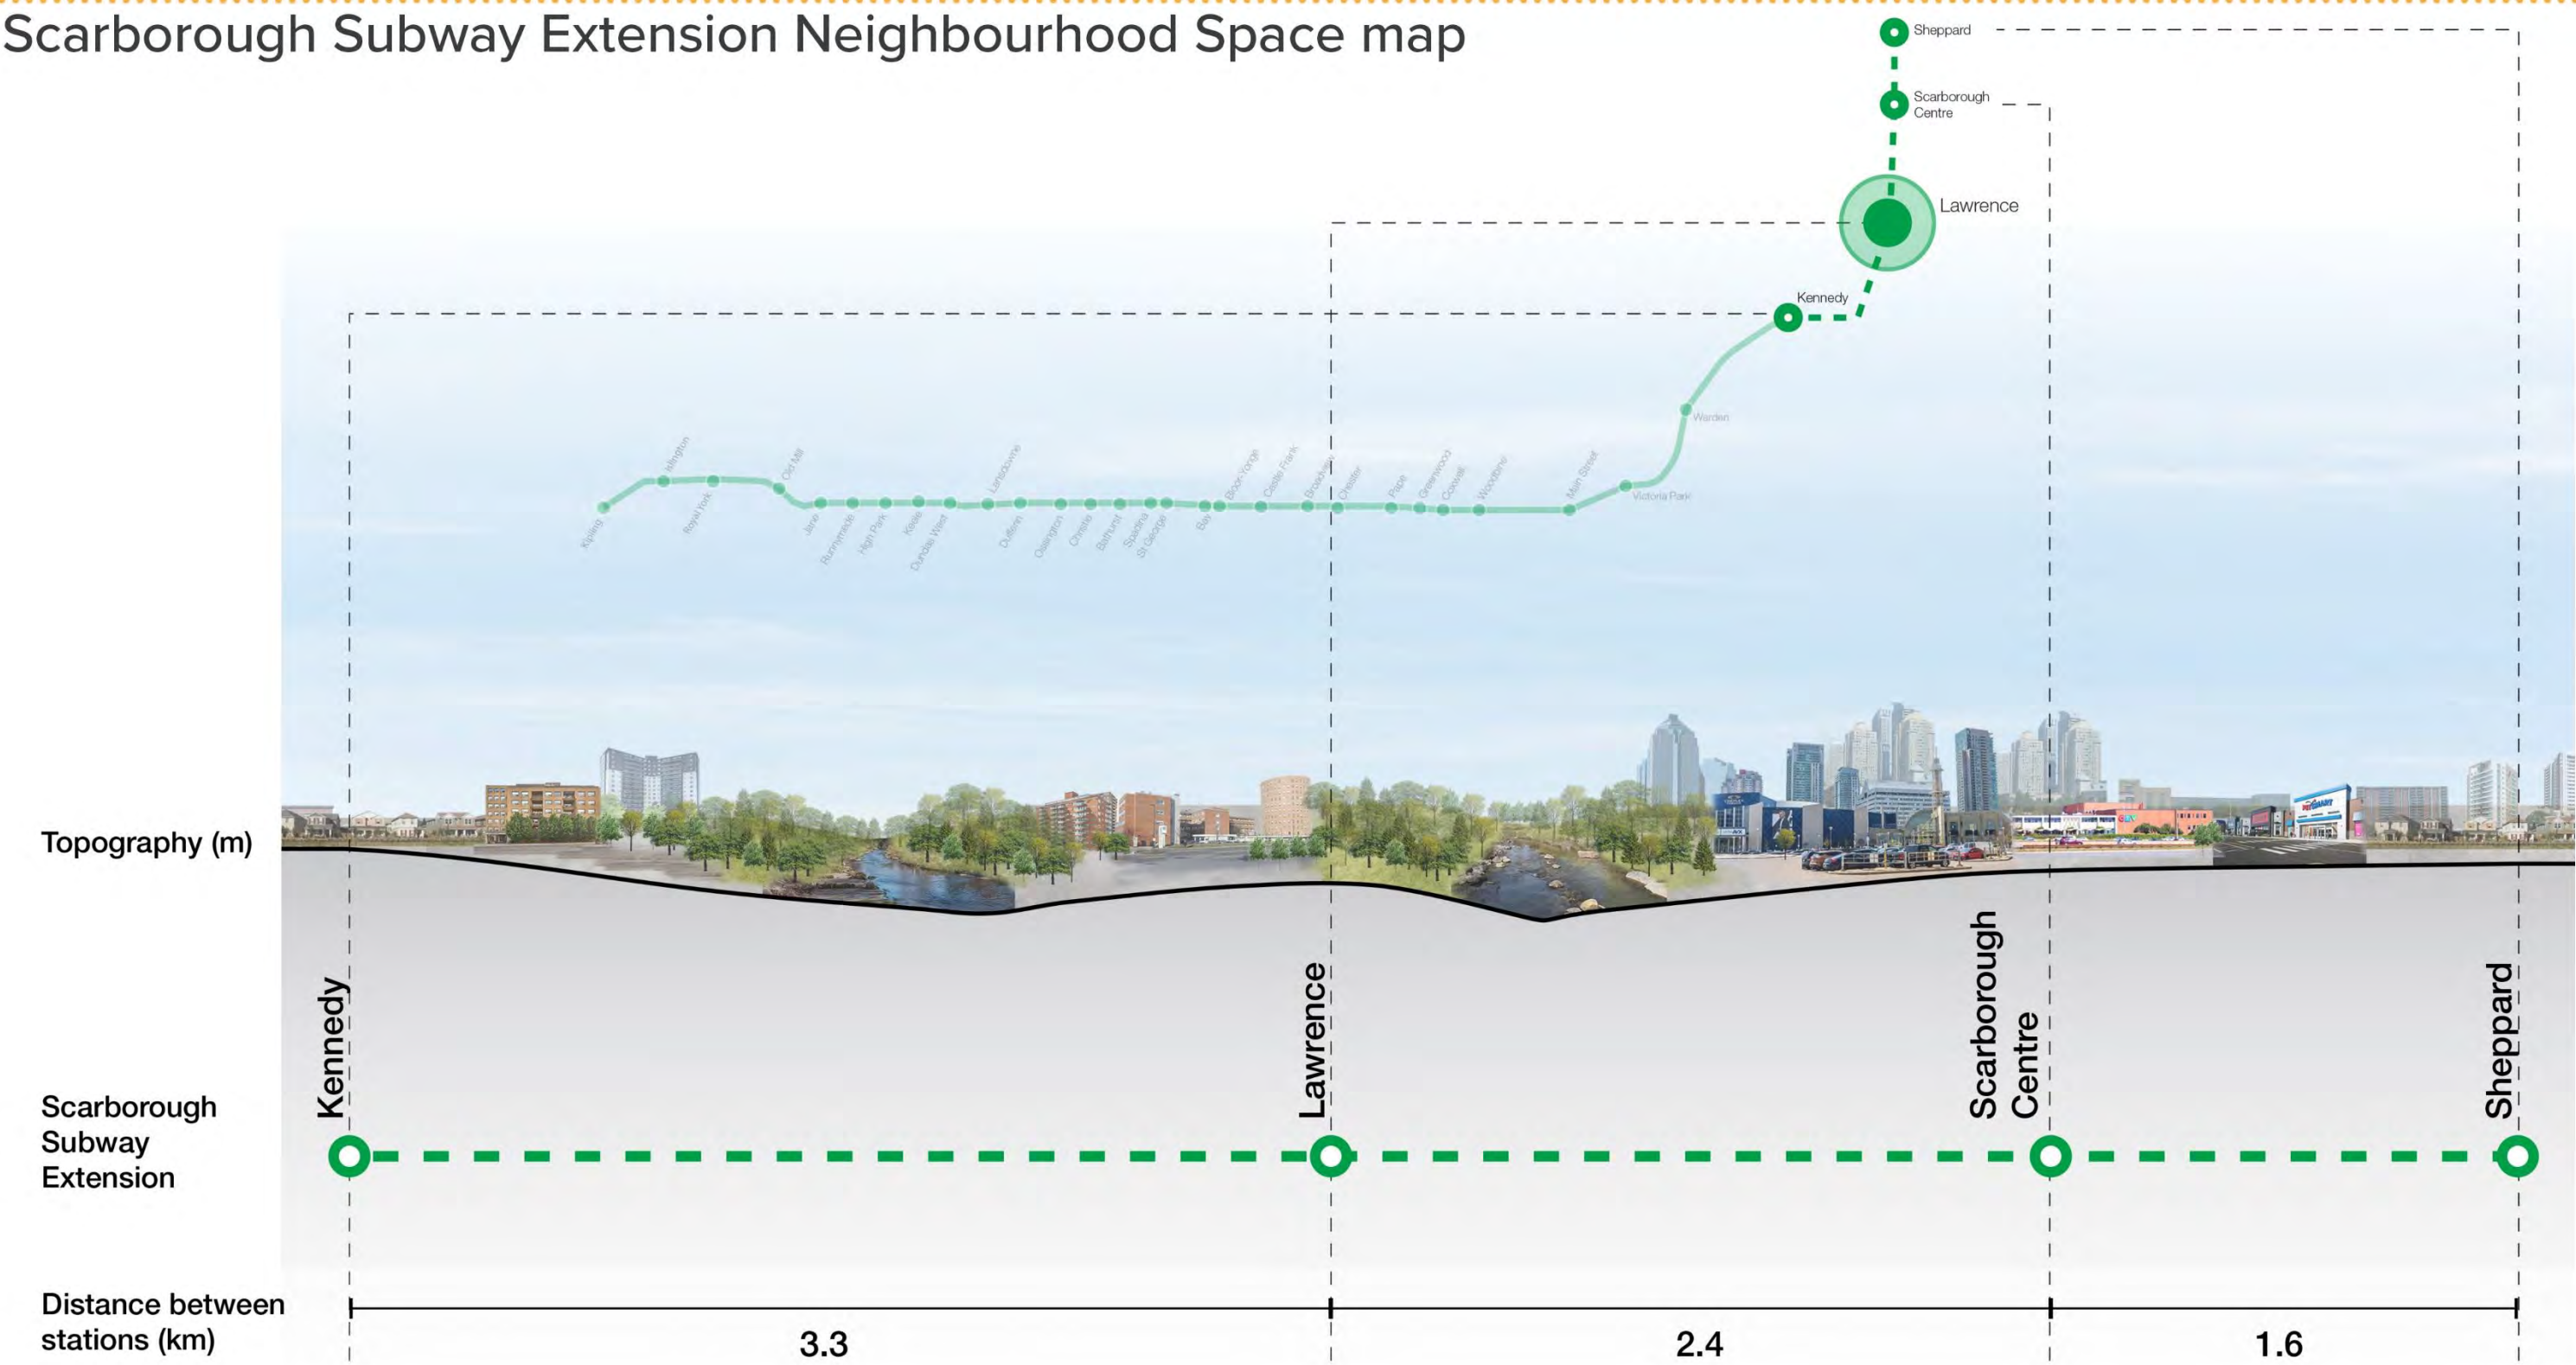 Scarborough Subway Extension Neighbourhood Space map
Sheppard
Scarborough
Centre
Lawrence
Kennedy
Warden
Victoria Park
Main Street
Woodbine
Coxwell
Greenwood
Pape
Chester
Broadview
Castle Frank
Bloor-Yonge
Bay
St George
Spadina
Bathurst
Christie
Ossington
Dufferin
Lansdowne
Dundas West
Keele
High Park
Runnymede
Jane
Old Mill
Royal York
Islington
Kipling
Topography (m)
Kennedy
Lawrence
Scarborough
Centre
Sheppard
Scarborough
Subway
Extension
Distance between
stations (km)
3.3
2.4
1.6